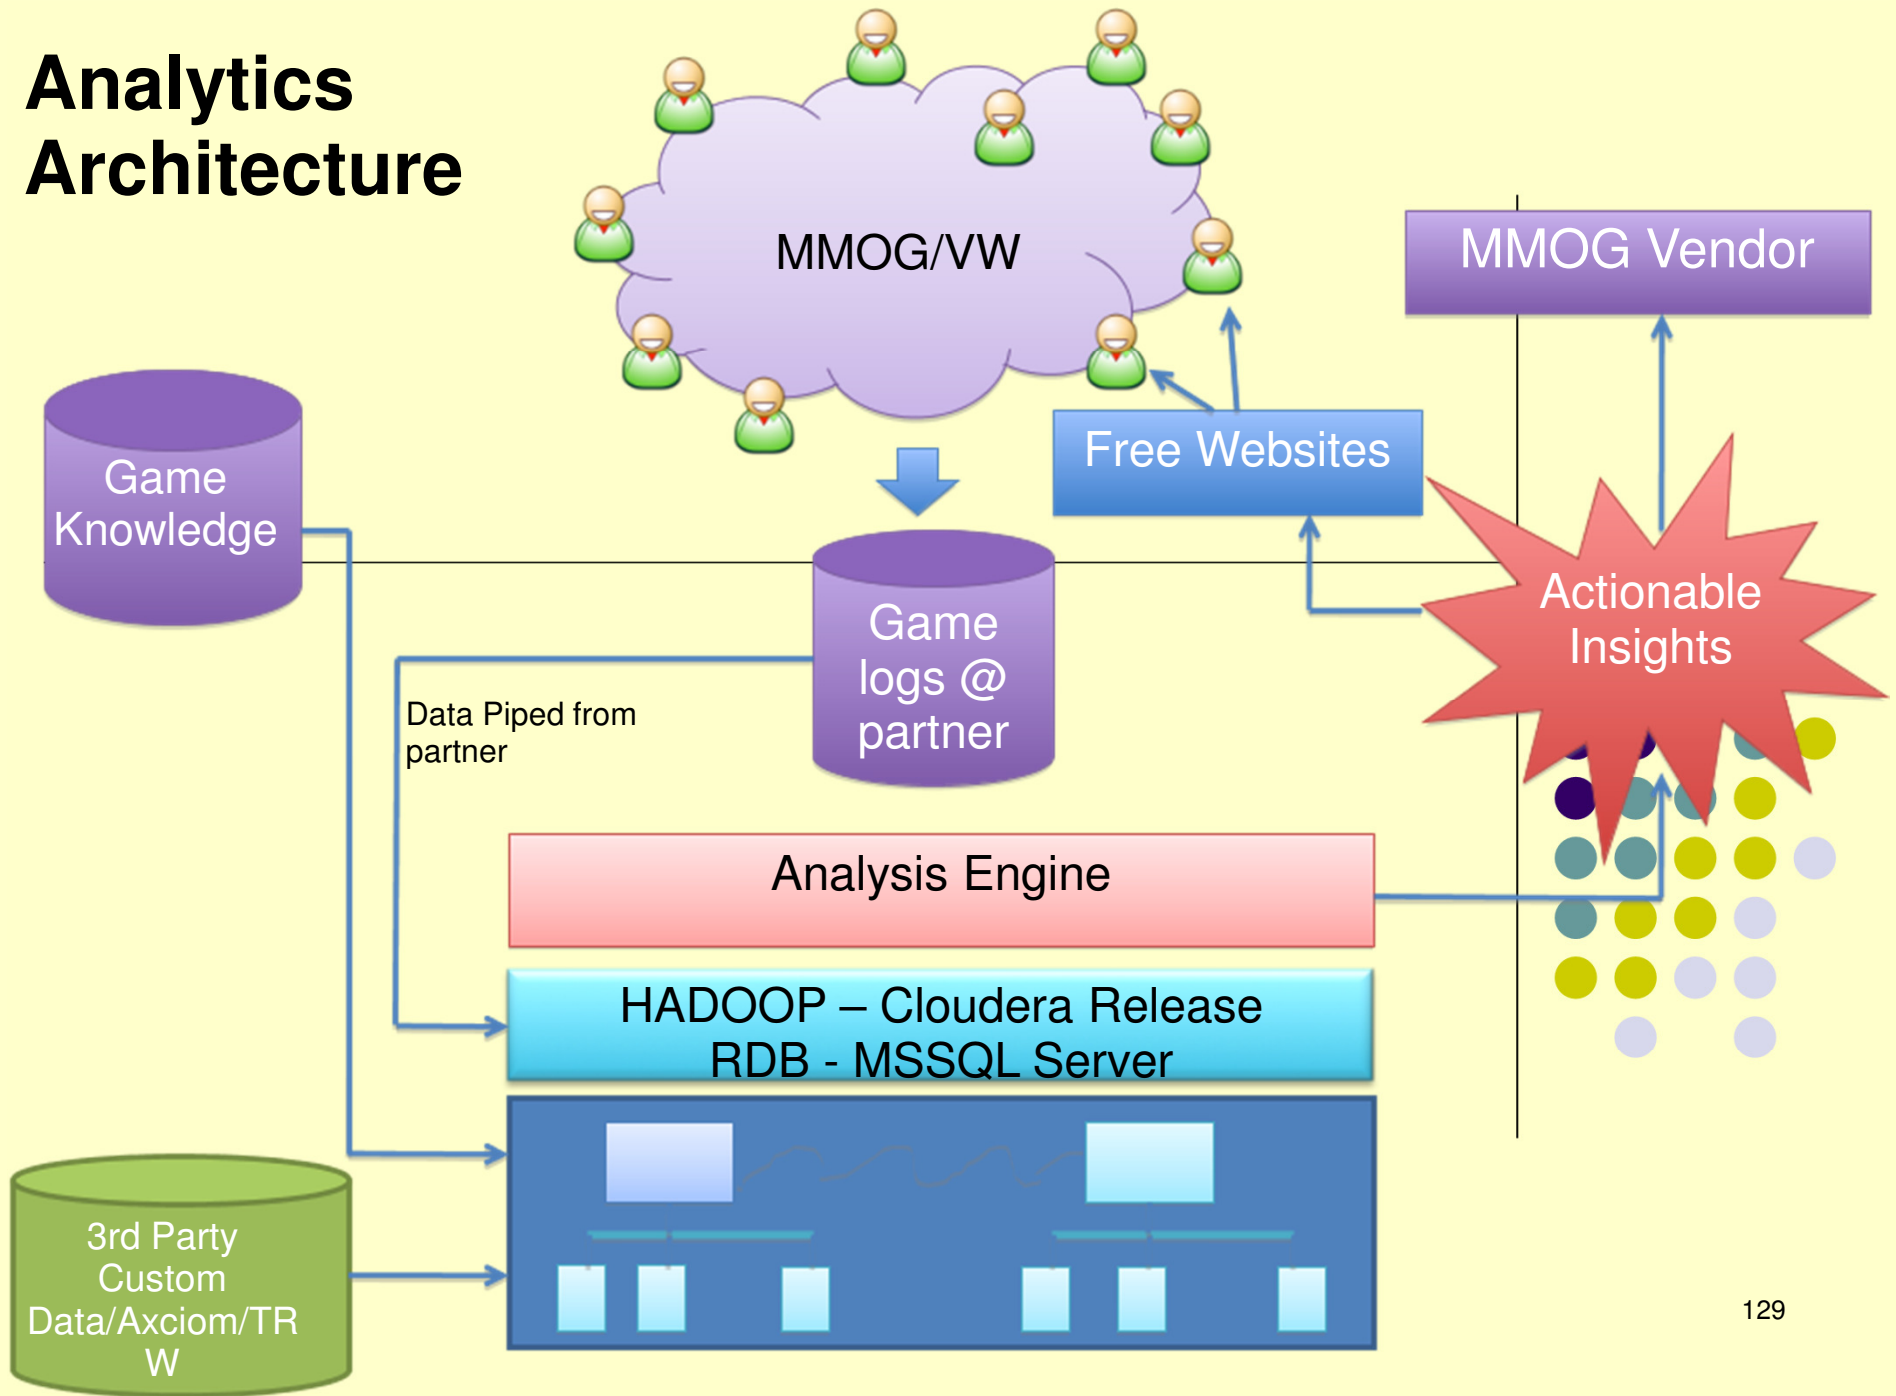 Analytics
Architecture
MMOG/VW
MMOG Vendor
Free Websites
Game
Knowledge
Game
logs @
partner
Actionable
Insights
Data Piped from
partner
Analysis Engine
HADOOP – Cloudera Release
RDB - MSSQL Server
3rd Party
Custom
Data/Axciom/TR
W
129